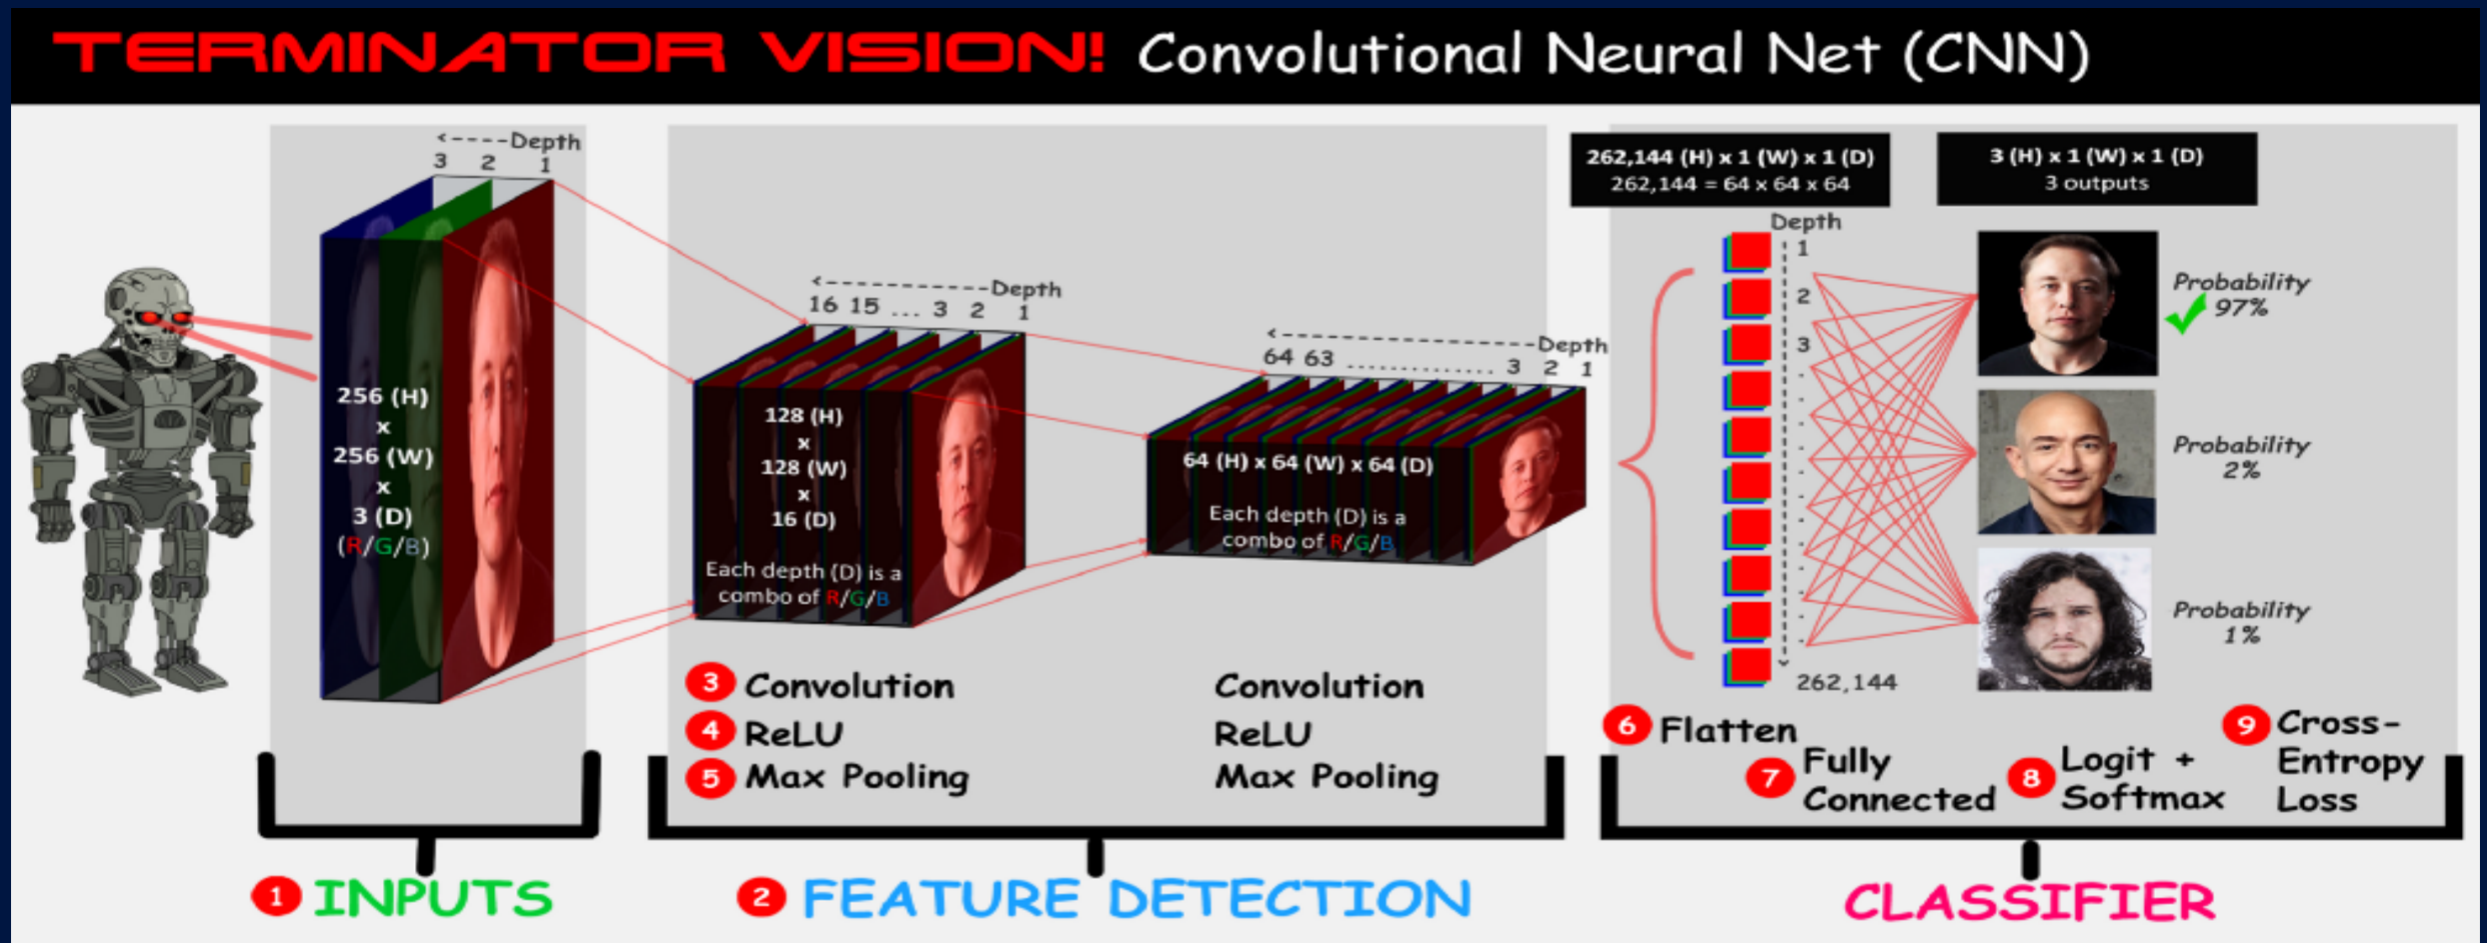 TERMINATOR VISION! Convolutional Neural Net (CNN)
<----Depth
3 2 1
256 (H)
x
256 (W)
x
3 (D)
(R/G/B)
<-----------Depth
16 15 ... 3 2 1
128 (H)
x
128 (W)
x
16 (D)
Each depth (D) is a
combo of R/G/B
<----------------Depth
64 63 .............. 3 2 1
64 (H) x 64 (W) x 64 (D)
Each depth (D) is a
combo of R/G/B
3 Convolution
4 ReLU
5 Max Pooling
Convolution
ReLU
Max Pooling
262,144 (H) x 1 (W) x 1 (D)
262,144 = 64 x 64 x 64
3 (H) x 1 (W) x 1 (D)
3 outputs
Depth
1
2
3
262,144
Probability
97%
Probability
2%
Probability
1%
6 Flatten
7 Fully
Connected
8 Logit +
Softmax
9 Cross-
Entropy
Loss
1 INPUTS
2 FEATURE DETECTION
CLASSIFIER